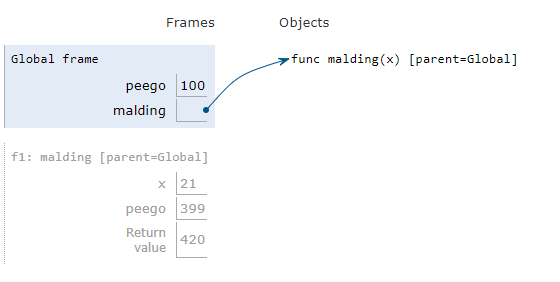 Frames Objects
Global frame
func malding(x) [parent=Global]
peego 100
malding
f1: malding [parent=Global]
x 21
peego 399
Return
value 420